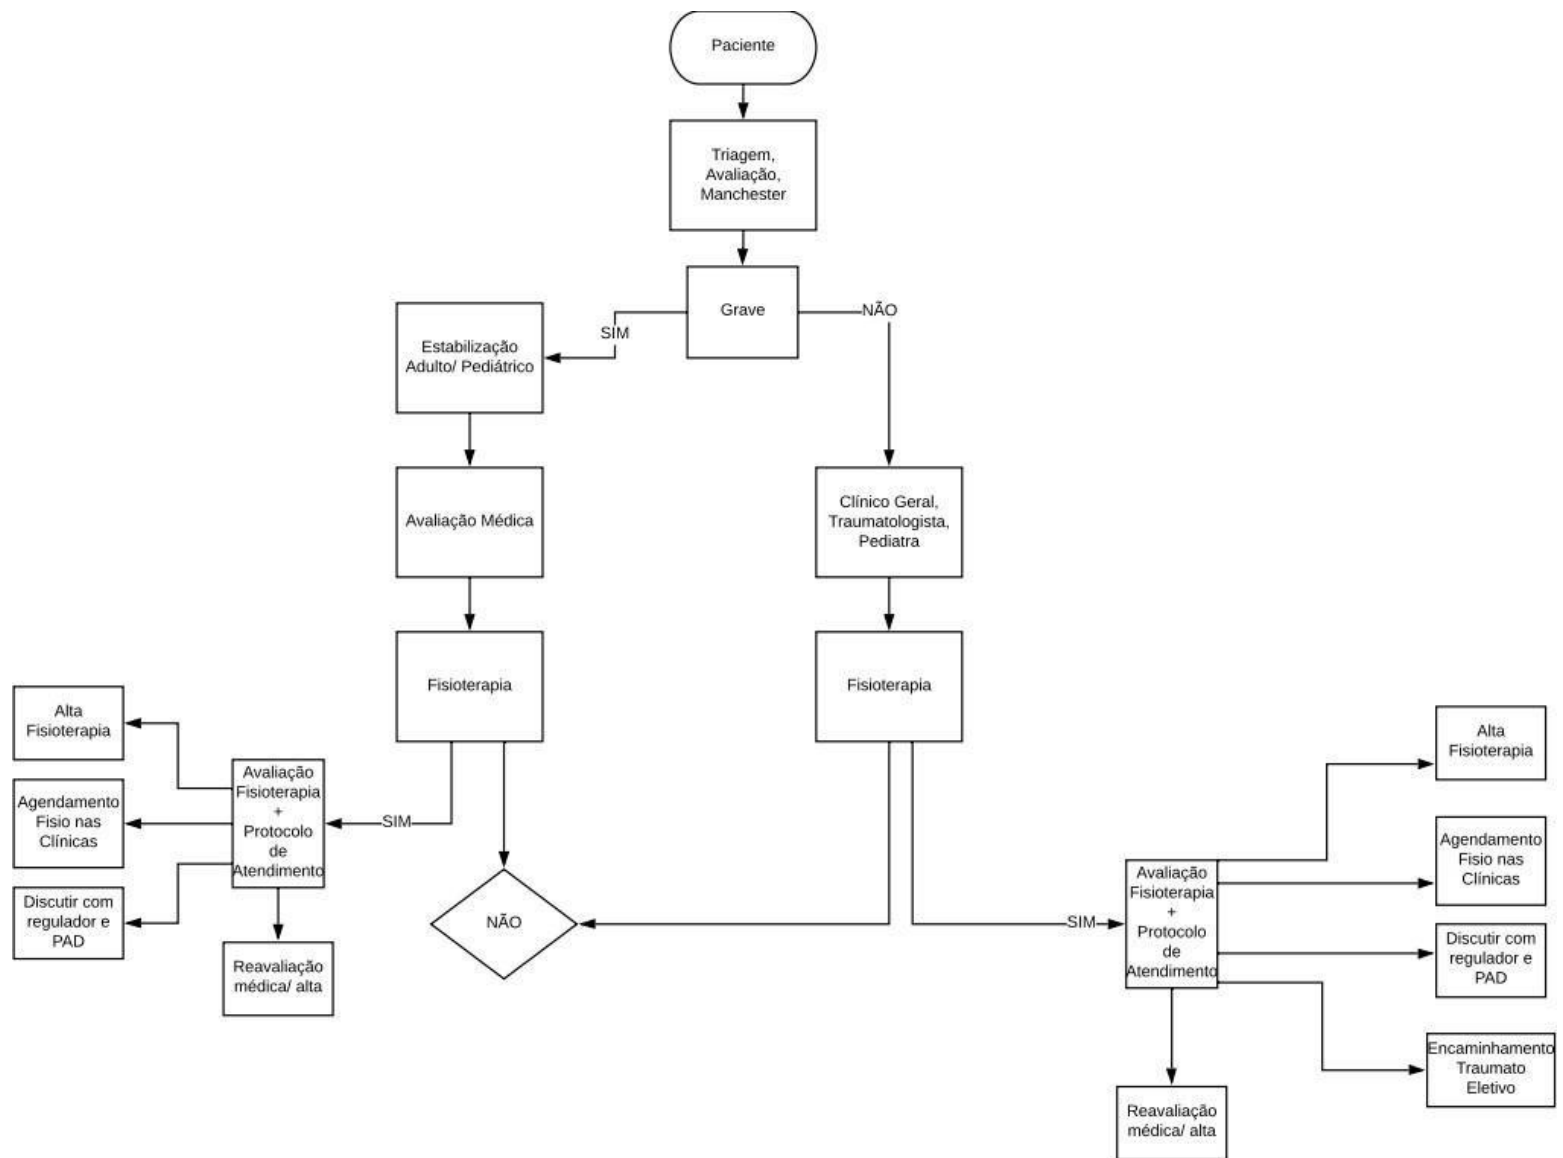 Paciente
Triagem,
Avaliação,
Manchester
Grave
SIM
NÃO
Estabilização
Adulto/ Pediátrico
Avaliação Médica
Clínico Geral,
Traumatologista,
Pediatra
Fisioterapia
Fisioterapia
Alta
Fisioterapia
Agendamento
Fisio nas
Clínicas
Discutir com
regulador e
PAD
Avaliação
Fisioterapia
+
Protocolo
de
Atendimento
SIM
Reavaliação
médica/ alta
NÃO
SIM
Avaliação
Fisioterapia
+
Protocolo
de
Atendimento
Alta
Fisioterapia
Agendamento
Fisio nas
Clínicas
Discutir com
regulador e
PAD
Encaminhamento
Traumato
Eletivo
Reavaliação
médica/ alta